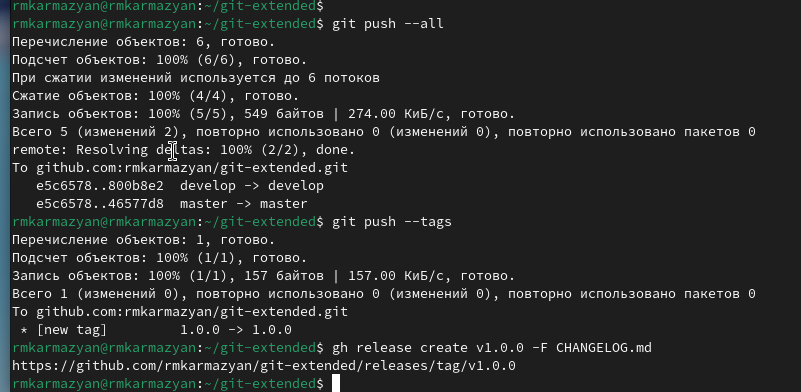 rmkarmazyan@rmkarmazyan:~/git-extended$
rmkarmazyan@rmkarmazyan:~/git-extended$ git push --all
Перечисление объектов: 6, готово.
Подсчет объектов: 100% (6/6), готово.
При сжатии изменений используется до 6 потоков
Сжатие объектов: 100% (4/4), готово.
Запись объектов: 100% (5/5), 549 байтов | 274.00 КиБ/с, готово.
Всего 5 (изменений 2), повторно использовано 0 (изменений 0), повторно использовано пакетов 0
remote: Resolving deltas: 100% (2/2), done.
To github.com:rmkarmazyan/git-extended.git
   e5c6578..800b8e2  develop -> develop
   e5c6578..46577d8  master -> master
rmkarmazyan@rmkarmazyan:~/git-extended$ git push --tags
Перечисление объектов: 1, готово.
Подсчет объектов: 100% (1/1), готово.
Запись объектов: 100% (1/1), 157 байтов | 157.00 КиБ/с, готово.
Всего 1 (изменений 0), повторно использовано 0 (изменений 0), повторно использовано пакетов 0
To github.com:rmkarmazyan/git-extended.git
 * [new tag]         1.0.0 -> 1.0.0
rmkarmazyan@rmkarmazyan:~/git-extended$ gh release create v1.0.0 -F CHANGELOG.md
https://github.com/rmkarmazyan/git-extended/releases/tag/v1.0.0
rmkarmazyan@rmkarmazyan:~/git-extended$